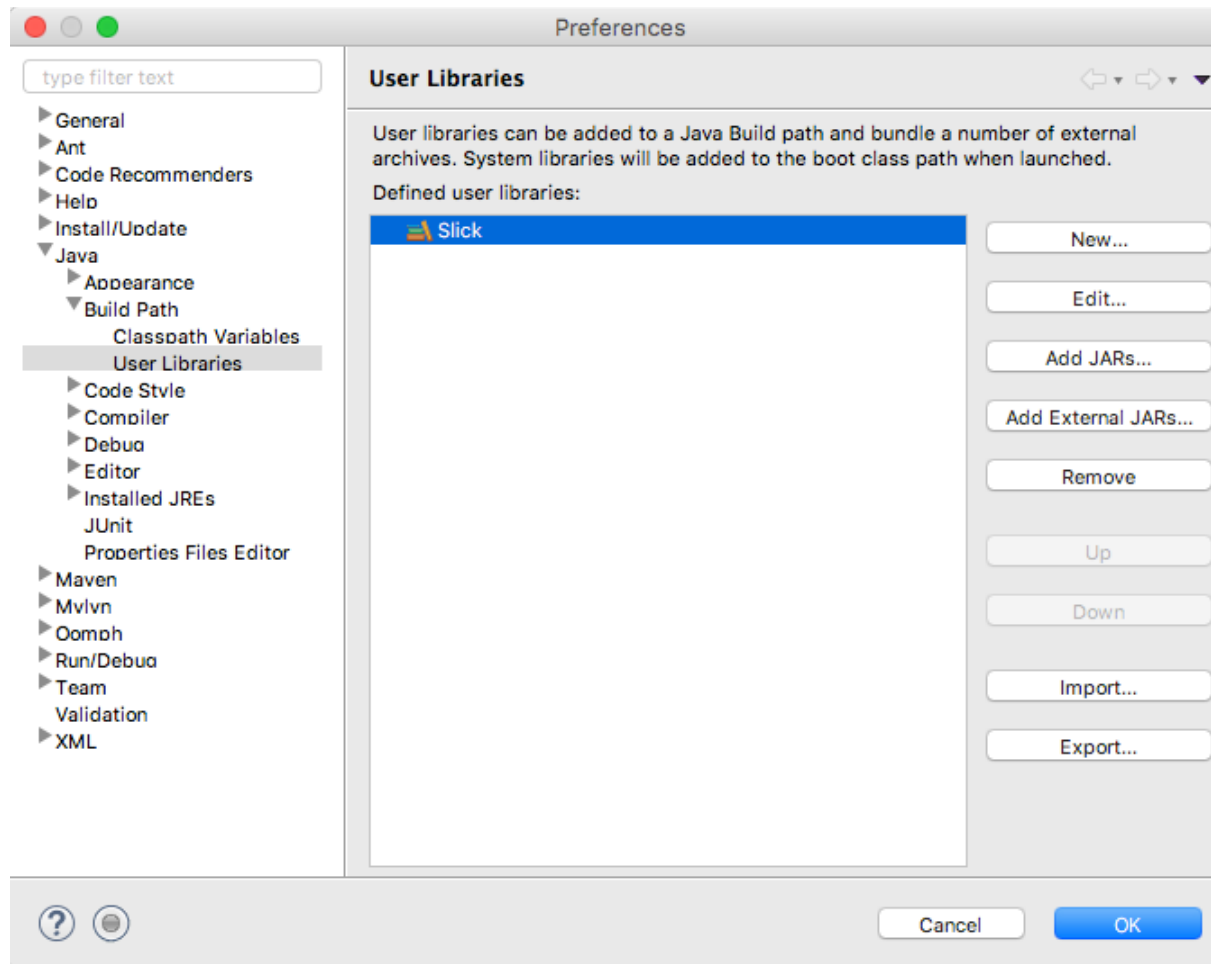 Preferences
type filter text
General
Ant
Code Recommenders
Help
Install/Update
Java
Appearance
Build Path
Classpath Variables
User Libraries
Code Style
Compiler
Debug
Editor
Installed JREs
JUnit
Properties Files Editor
Maven
Mylyn
Oomph
Run/Debug
Team
Validation
XML
User Libraries
User libraries can be added to a Java Build path and bundle a number of external
archives. System libraries will be added to the boot class path when launched.
Defined user libraries:
Slick
New...
Edit...
Add JARs...
Add External JARs...
Remove
Up
Down
Import...
Export...
?
Cancel
OK